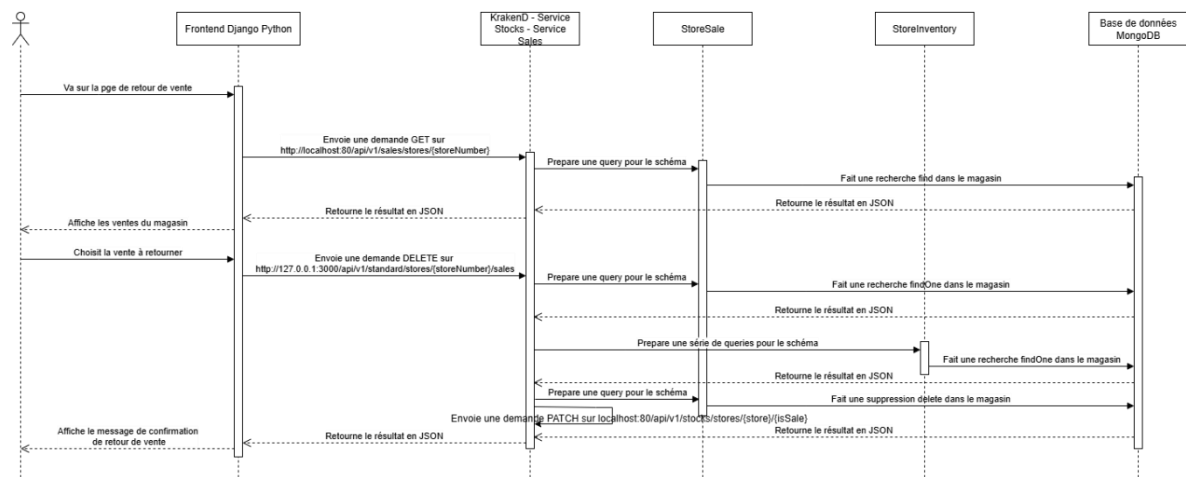 Frontend Django Python
KrakenD - Service
Stocks - Service
Sales
StoreSale
StoreInventory
Base de données
MongoDB
Va sur la pge de retour de vente
Envoie une demande GET sur
http://localhost:80/api/v1/sales/stores/{storeNumber}
Prepare une query pour le schéma
Fait une recherche find dans le magasin
Retourne le résultat en JSON
Retourne le résultat en JSON
Affiche les ventes du magasin
Choisit la vente à retourner
Envoie une demande DELETE sur
http://127.0.0.1:3000/api/v1/standard/stores/{storeNumber}/sales
Prepare une query pour le schéma
Fait une recherche findOne dans le magasin
Retourne le résultat en JSON
Prepare une série de queries pour le schéma
Fait une recherche findOne dans le magasin
Retourne le résultat en JSON
Prepare une query pour le schéma
Fait une suppression delete dans le magasin
Envoie une demande PATCH sur localhost:80/api/v1/stocks/stores/{store}/{isSale}
Retourne le résultat en JSON
Retourne le résultat en JSON
Affiche le message de confirmation
de retour de vente